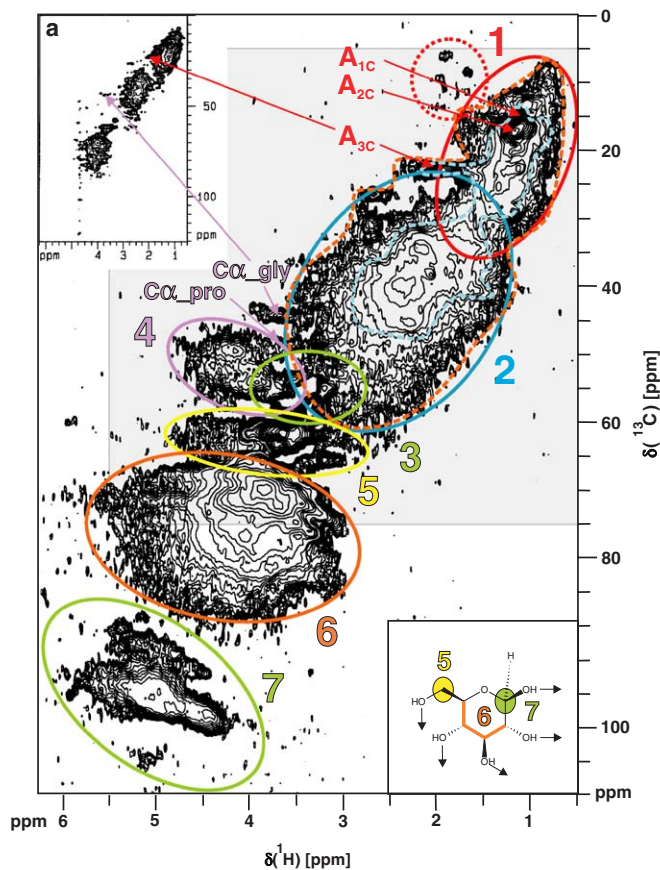 a
50
100
ppm
ppm 4 3 2 1
1
A1C
A2C
A3C
Cα_gly
Cα_pro
4
2
3
5
6
7
0
20
40
60
80
100
ppm
δ( 13C) [ppm]
5
H
O
OH
HO
6
7
HO
OH
OH
ppm 6 5 4 3 2 1
δ(1H) [ppm]